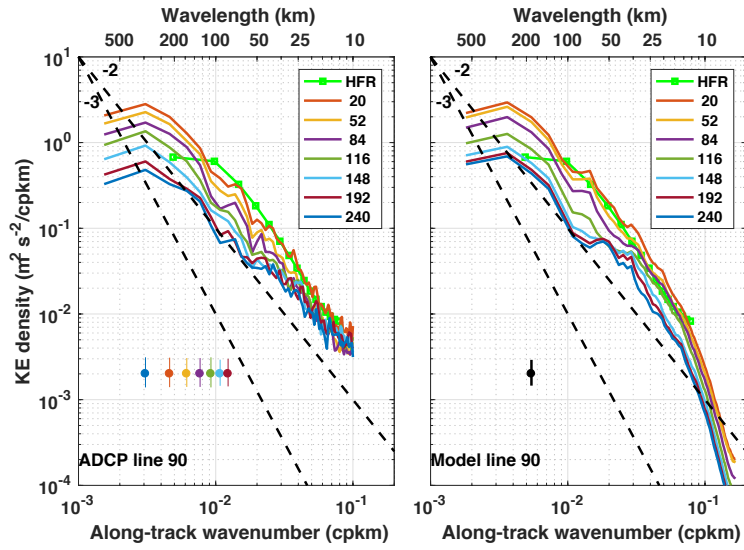 Wavelength (km)
500 200 100 50 25 10
KE density (m² s⁻²/cpkm)
10¹
10⁰
10⁻¹
10⁻²
10⁻³
10⁻⁴
-2
-3
HFR
20
52
84
116
148
192
240
ADCP line 90
10⁻³ 10⁻² 10⁻¹
Along-track wavenumber (cpkm)
Wavelength (km)
500 200 100 50 25 10
-2
-3
HFR
20
52
84
116
148
192
240
Model line 90
10⁻³ 10⁻² 10⁻¹
Along-track wavenumber (cpkm)